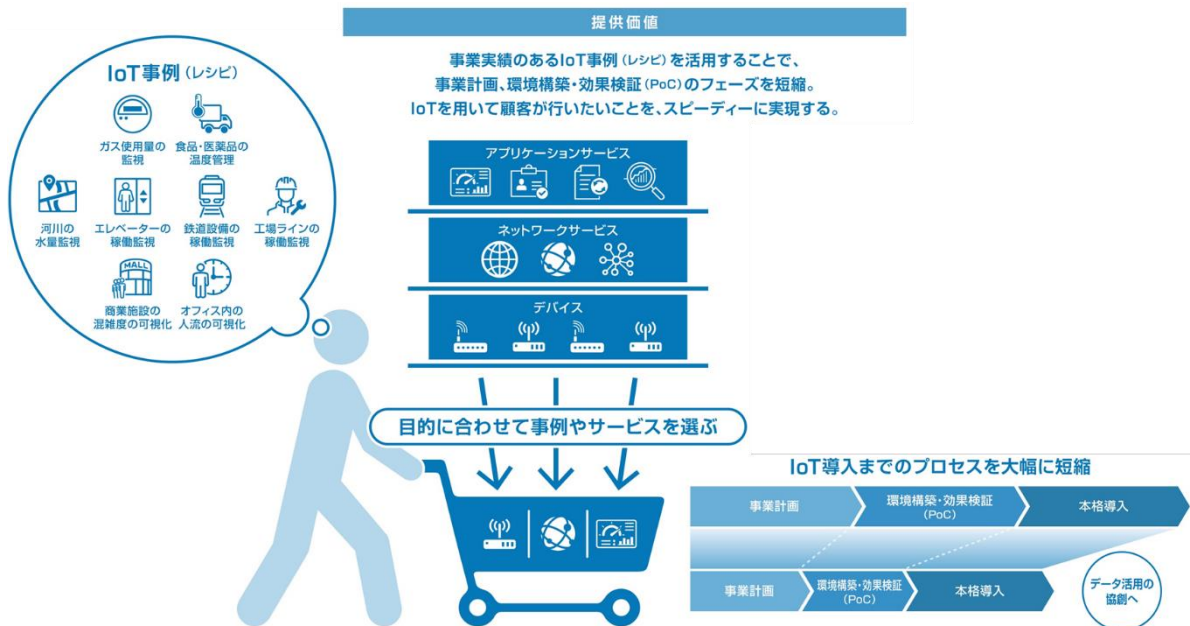 提供価値
事業実績のあるIoT事例(レシピ)を活用することで、
事業計画、環境構築・効果検証(PoC)のフェーズを短縮。
IoTを用いて顧客が行いたいことを、スピーディーに実現する。
IoT事例(レシピ)
ガス使用量の
監視
食品・医薬品の
温度管理
河川の
水量監視
エレベーターの
稼働監視
鉄道設備の
稼働監視
工場ラインの
稼働監視
MALL
商業施設の
混雑度の可視化
オフィス内の
人流の可視化
アプリケーションサービス
ネットワークサービス
デバイス
目的に合わせて事例やサービスを選ぶ
IoT導入までのプロセスを大幅に短縮
事業計画
環境構築・効果検証
(PoC)
本格導入
事業計画
環境構築・効果検証
(PoC)
本格導入
データ活用の
協創へ